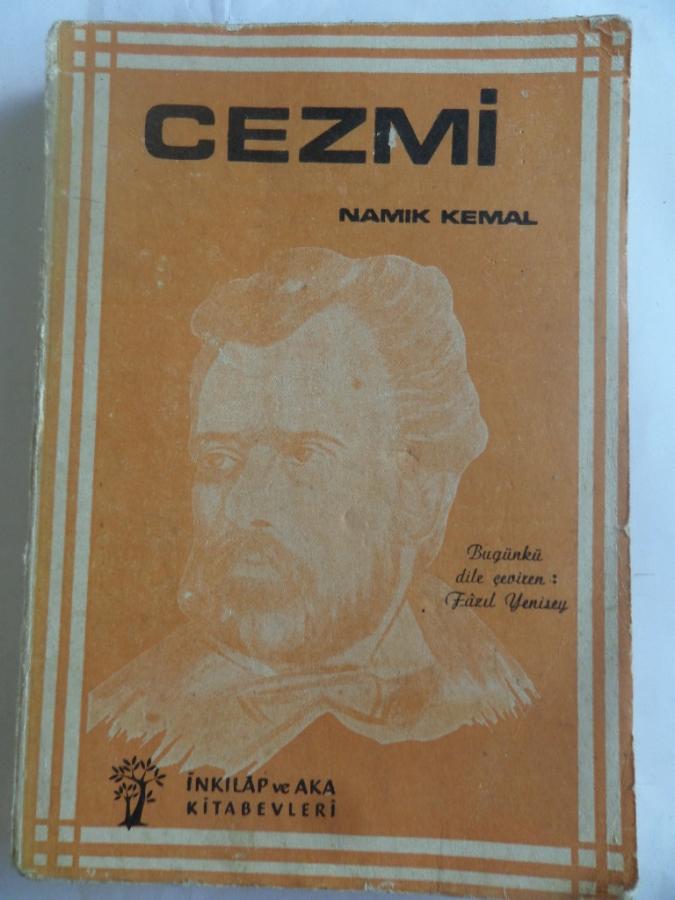 CEZMİ
NAMIK KEMAL
Bugünkü
dile çeviren :
Fâzıl Yenisey
İNKILÂP ve AKA
KİTABEVLERİ